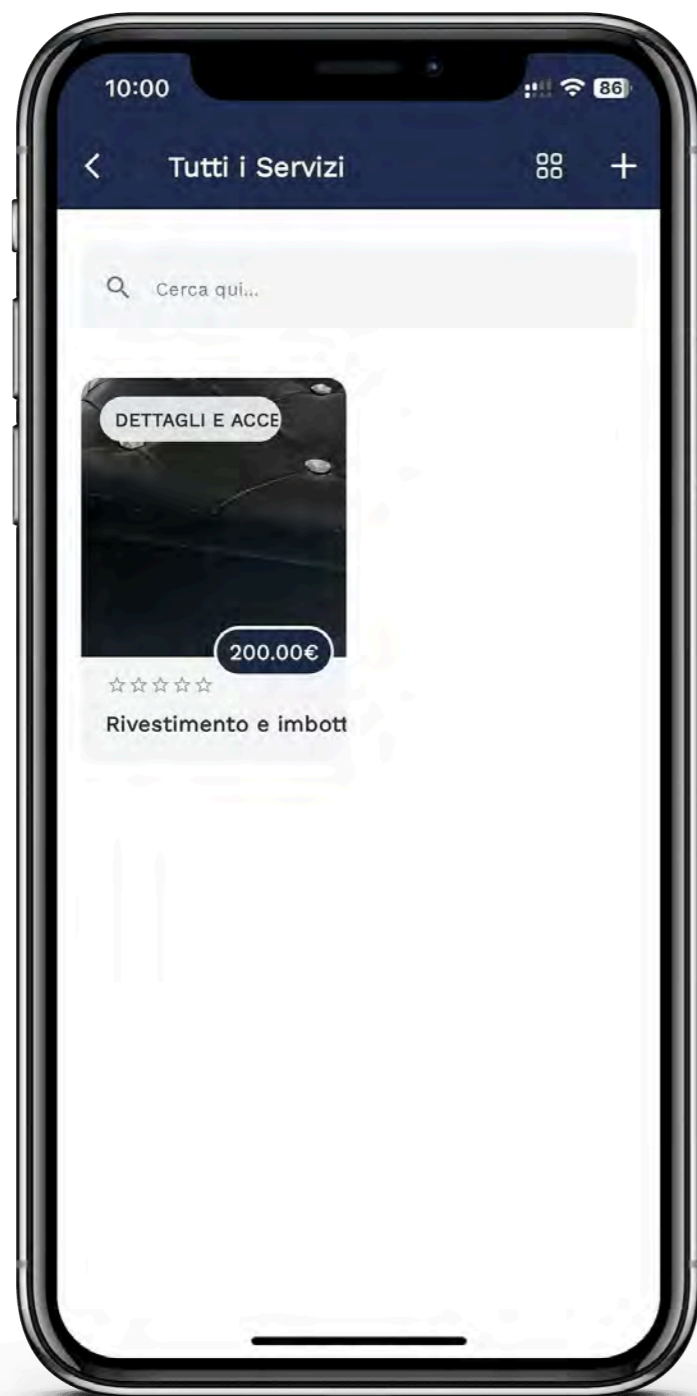 10:00
86
Tutti i Servizi
Cerca qui...
DETTAGLI E ACCE
200.00€
Rivestimento e imbott